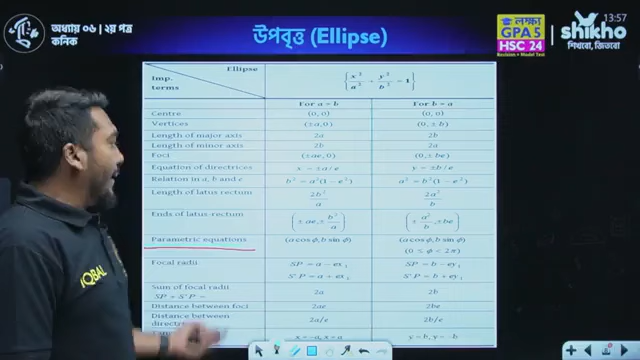 অধ্যায় ০৬ | ২য় পত্র
কনিক
উপবৃত্ত (Ellipse)
লক্ষ্য
GPA 5
HSC 24
Revision + Model Test
13:57
shikho
শিখবো, জিতবো
Ellipse
Imp. terms
{x²/a² + y²/b² = 1}
For a > b
For b > a
Centre (0, 0) (0, 0)
Vertices (± a, 0) (0, ± b)
Length of major axis 2a 2b
Length of minor axis 2b 2a
Foci (± ae, 0) (0, ± be)
Equation of directrices x = ± a / e y = ± b / e
Relation in a, b and e b² = a²(1 − e²) a² = b²(1 − e²)
Length of latus rectum 2b²/a 2a²/b
Ends of latus-rectum (± ae, ± b²/a) (± a²/b, ± be)
Parametric equations (a cos ϕ, b sin ϕ) (a cos ϕ, b sin ϕ)
(0 ≤ ϕ < 2π)
Focal radii SP = a − ex₁ SP = b − ey₁
S'P = a + ex₁ S'P = b + ey₁
Sum of focal radii 2a 2b
SP + S'P =
Distance between foci 2ae 2be
Distance between 2a / e 2b / e
x = −a, x = a y = b, y = −b
IQBAL